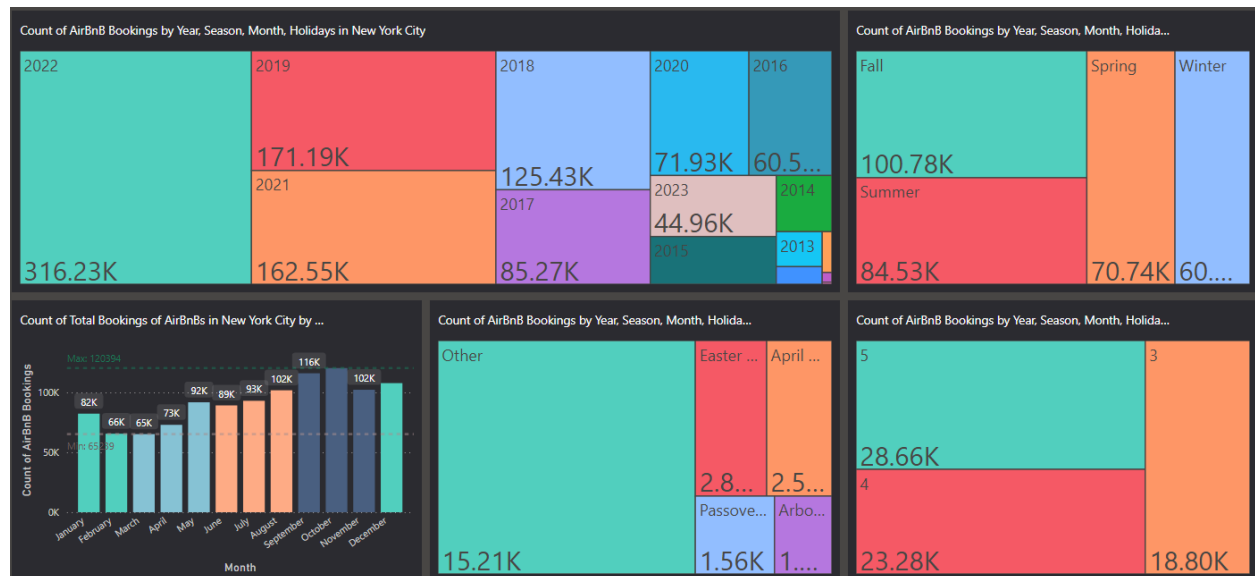 Count of AirBnB Bookings by Year, Season, Month, Holidays in New York City
2022
316.23K
2019
171.19K
2021
162.55K
2018
125.43K
2017
85.27K
2020
71.93K
2016
60.5...
2023
44.96K
2015
2014
2013
Count of AirBnB Bookings by Year, Season, Month, Holida...
Fall
100.78K
Summer
84.53K
Spring
70.74K
Winter
60....
Count of Total Bookings of AirBnBs in New York City by ...
Count of AirBnB Bookings
100K
50K
0K
Max: 120394
Min: 65239
82K
66K
65K
73K
92K
89K
93K
102K
116K
102K
January
February
March
April
May
June
July
August
September
October
November
December
Month
Count of AirBnB Bookings by Year, Season, Month, Holida...
Other
15.21K
Easter ...
2.8...
April ...
2.5...
Passove...
1.56K
Arbo...
1....
Count of AirBnB Bookings by Year, Season, Month, Holida...
5
28.66K
4
23.28K
3
18.80K